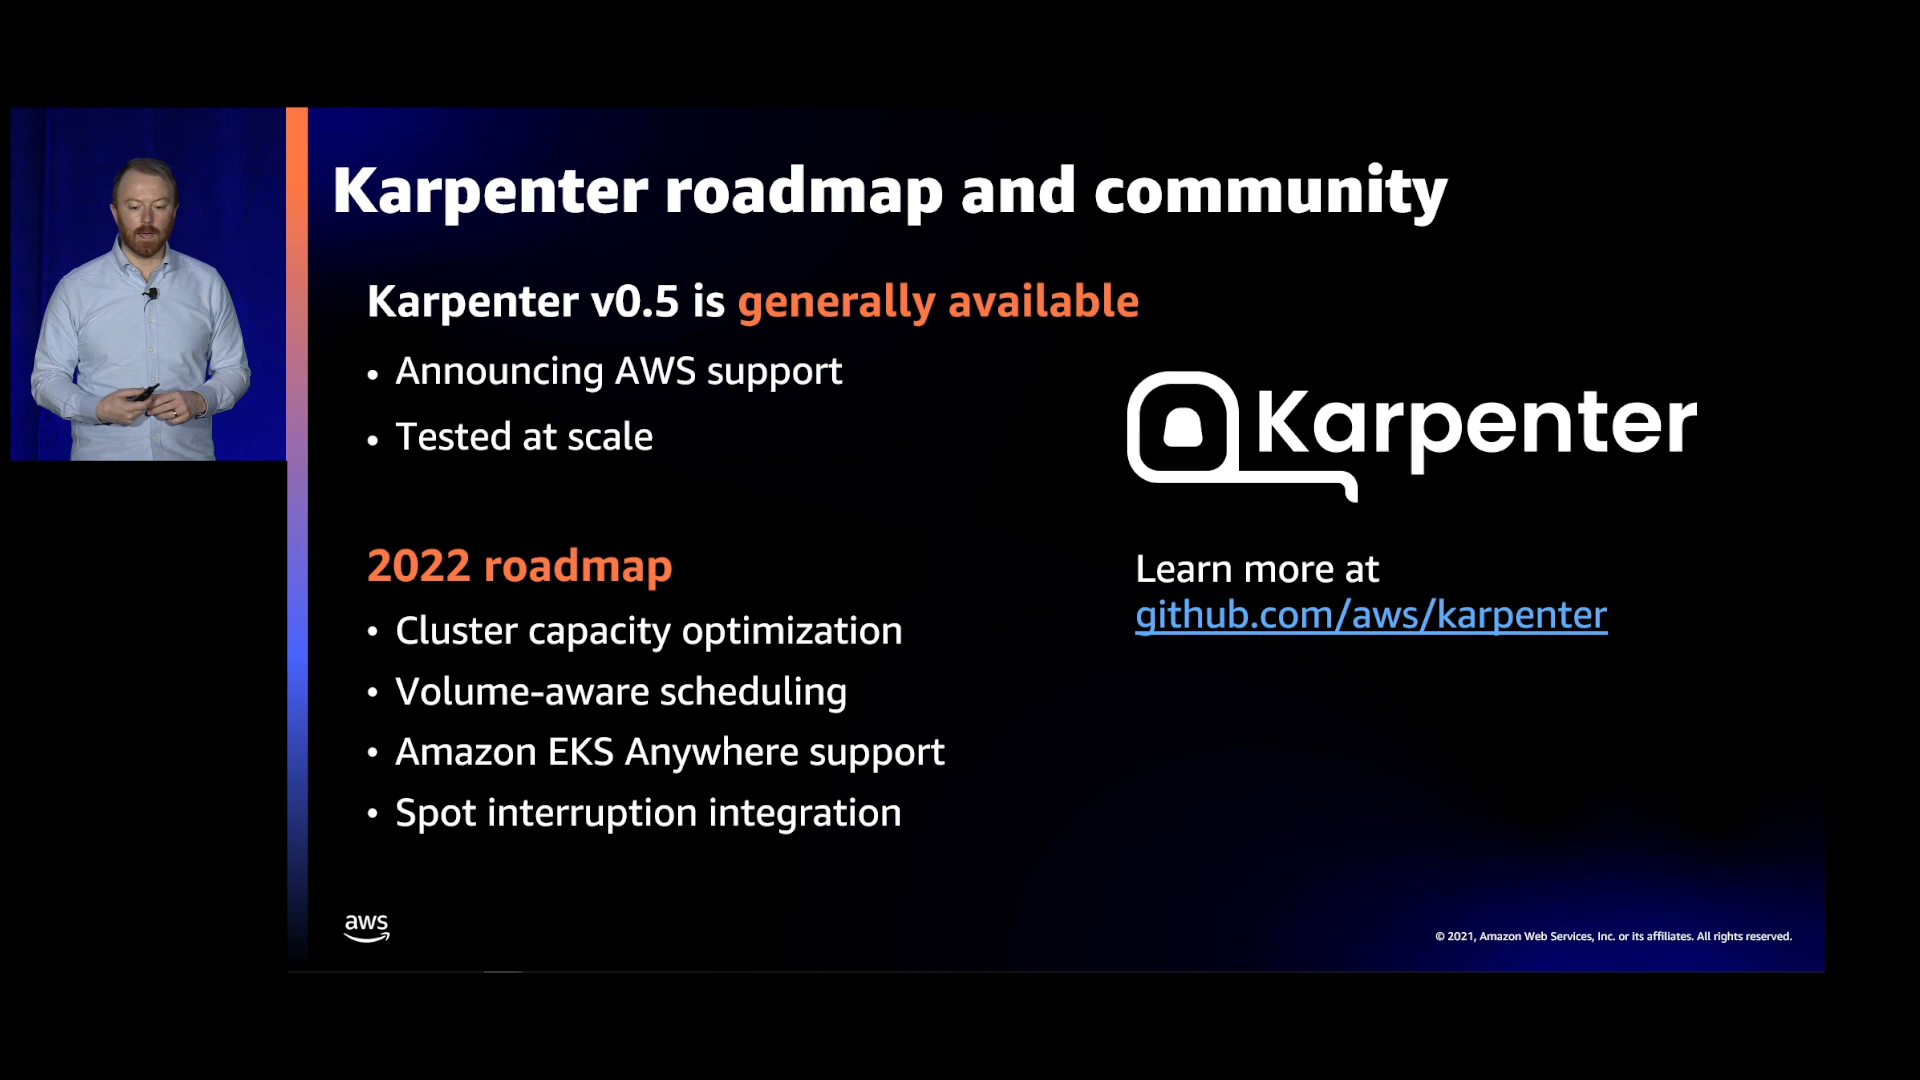 Karpenter roadmap and community
Karpenter v0.5 is generally available
• Announcing AWS support
• Tested at scale
2022 roadmap
• Cluster capacity optimization
• Volume-aware scheduling
• Amazon EKS Anywhere support
• Spot interruption integration
Karpenter
Learn more at
github.com/aws/karpenter
aws
© 2021, Amazon Web Services, Inc. or its affiliates. All rights reserved.